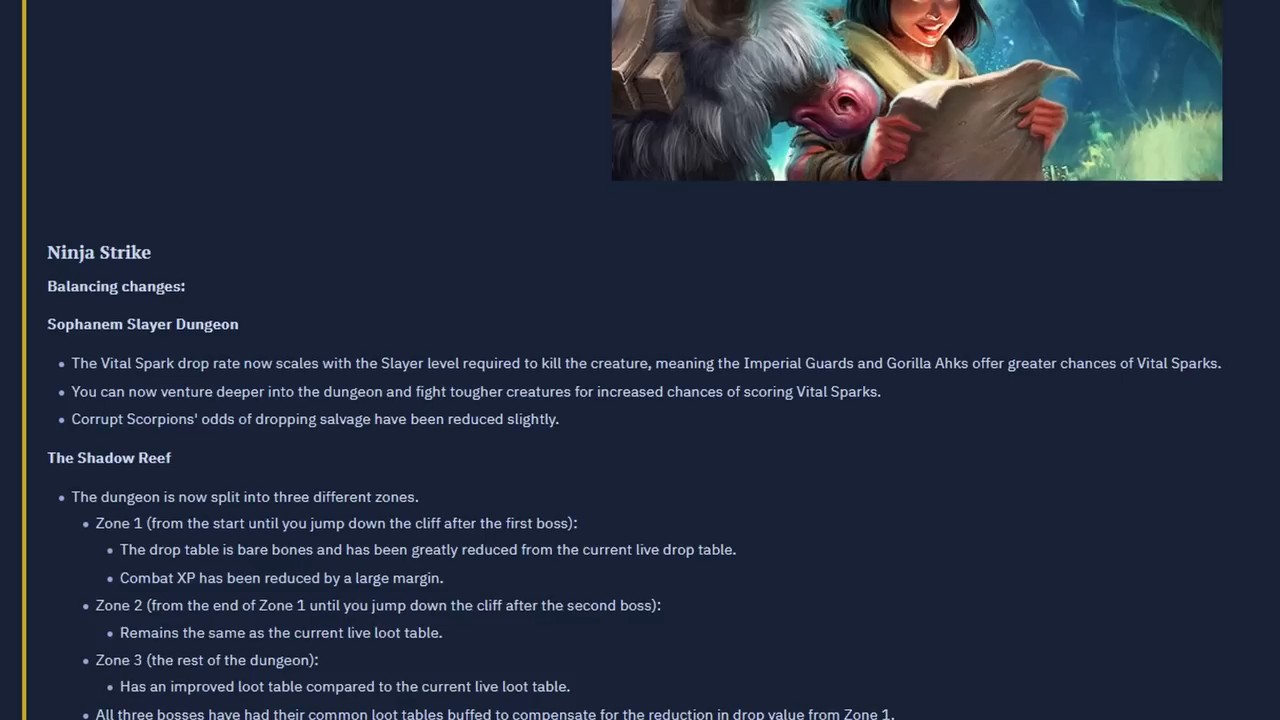 Ninja Strike
Balancing changes:
Sophanem Slayer Dungeon
The Vital Spark drop rate now scales with the Slayer level required to kill the creature, meaning the Imperial Guards and Gorilla Ahks offer greater chances of Vital Sparks.
You can now venture deeper into the dungeon and fight tougher creatures for increased chances of scoring Vital Sparks.
Corrupt Scorpions' odds of dropping salvage have been reduced slightly.
The Shadow Reef
The dungeon is now split into three different zones.
Zone 1 (from the start until you jump down the cliff after the first boss):
The drop table is bare bones and has been greatly reduced from the current live drop table.
Combat XP has been reduced by a large margin.
Zone 2 (from the end of Zone 1 until you jump down the cliff after the second boss):
Remains the same as the current live loot table.
Zone 3 (the rest of the dungeon):
Has an improved loot table compared to the current live loot table.
All three bosses have had their common loot tables buffed to compensate for the reduction in drop value from Zone 1.